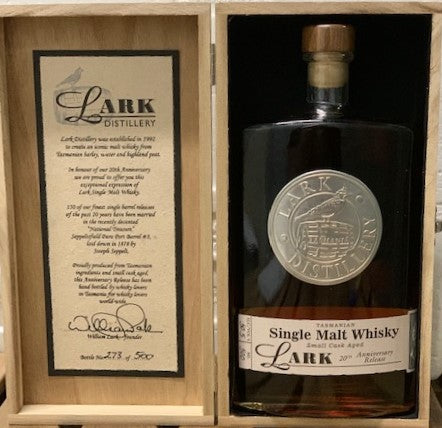 LARK
DISTILLERY
Lark Distillery was established in 1992
to create an iconic malt whisky from
Tasmanian barley, water and highland peat.
In honour of our 20th Anniversary
we are proud to offer you this
exceptional expression of
Lark Single Malt Whisky.
150 of our finest single barrel releases
of the past 20 years have been married
in the recently decanted
"National Treasure"
Seppeltsfield Para Port Barrel #1,
laid down in 1878 by
Joseph Seppelt.
Proudly produced from Tasmanian
ingredients and small cask aged,
this Anniversary Release has been
hand bottled by whisky lovers
in Tasmania for whisky lovers
world-wide.
William Lark, founder
Bottle No. 273 of 500
LARK
DISTILLERY
TASMANIAN
Single Malt Whisky
Small Cask Aged
LARK 20th Anniversary
Release